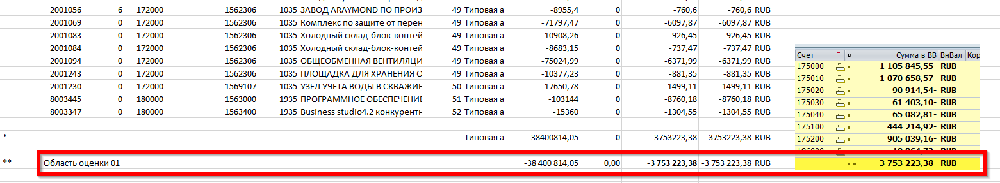 2001056 6 172000 1562306 1035 ЗАВОД ARAYMOND ПО ПРОИЗ 49 Типовая а -8955,4 0 -760,6 -760,6 RUB
2001069 0 172000 1562306 1035 Комплекс по защите от перен 49 Типовая а -71797,47 0 -6097,87 -6097,87 RUB
2001083 0 172000 1562306 1035 Холодный склад-блок-контей 49 Типовая а -10908,26 0 -926,45 -926,45 RUB
2001084 0 172000 1562306 1035 Холодный склад-блок-контей 49 Типовая а -8683,15 0 -737,47 -737,47 RUB
Счет Σ Сумма в ВВ ВнВал Кор
2001094 0 172000 1562306 1035 ОБЩЕОБМЕННАЯ ВЕНТИЛЯЦИ 49 Типовая а -75024,99 0 -6371,99 -6371,99 RUB
175000 1 105 845,55- RUB
2001243 0 172000 1562306 1035 ПЛОЩАДКА ДЛЯ ХРАНЕНИЯ О 49 Типовая а -10377,23 0 -881,35 -881,35 RUB
175010 1 070 658,57- RUB
2001230 0 172000 1569107 1035 УЗЕЛ УЧЕТА ВОДЫ В СКВАЖИН 50 Типовая а -17650,78 0 -1499,11 -1499,11 RUB
175020 90 914,54- RUB
8003445 0 180000 1563000 1935 ПРОГРАММНОЕ ОБЕСПЕЧЕНИЕ 51 Типовая а -103144 0 -8760,18 -8760,18 RUB
175030 61 403,10- RUB
8003347 0 180000 1563400 1935 Business studio4.2 конкурентн 52 Типовая а -15360 0 -1304,55 -1304,55 RUB
175040 65 082,81- RUB
175100 444 214,92- RUB
* Типовая а -38400814,05 0 -3753223,38 -3753223,38 RUB
175200 905 039,16- RUB
** Область оценки 01 -38 400 814,05 0,00 -3 753 223,38 -3 753 223,38 RUB
3 753 223,38- RUB